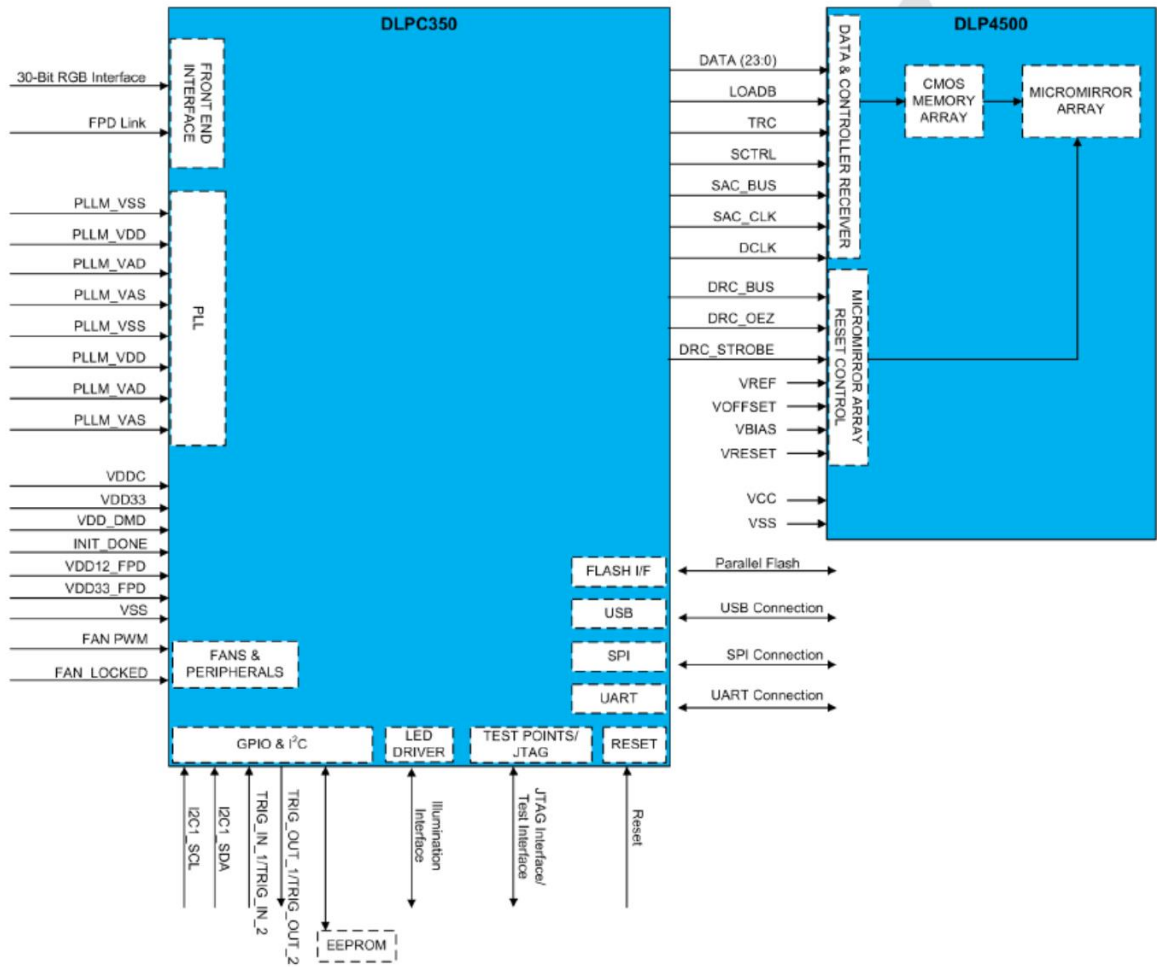 DLPC350
DLP4500
30-Bit RGB Interface
FPD Link
FRONT END
INTERFACE
PLLM_VSS
PLLM_VDD
PLLM_VAD
PLLM_VAS
PLLM_VSS
PLLM_VDD
PLLM_VAD
PLLM_VAS
PLL
VDDC
VDD33
VDD_DMD
INIT_DONE
VDD12_FPD
VDD33_FPD
VSS
FAN PWM
FAN_LOCKED
FANS &
PERIPHERALS
GPIO & I²C
LED
DRIVER
TEST POINTS/
JTAG
RESET
FLASH I/F
USB
SPI
UART
I2C1_SCL
I2C1_SDA
TRIG_IN_1/TRIG_IN_2
TRIG_OUT_1/TRIG_OUT_2
EEPROM
Illumination
Interface
JTAG Interface/
Test Interface
Reset
DATA (23:0)
LOADB
TRC
SCTRL
SAC_BUS
SAC_CLK
DCLK
DRC_BUS
DRC_OEZ
DRC_STROBE
VREF
VOFFSET
VBIAS
VRESET
VCC
VSS
Parallel Flash
USB Connection
SPI Connection
UART Connection
DATA & CONTROLLER RECEIVER
MICROMIRROR ARRAY
RESET CONTROL
CMOS
MEMORY
ARRAY
MICROMIRROR
ARRAY